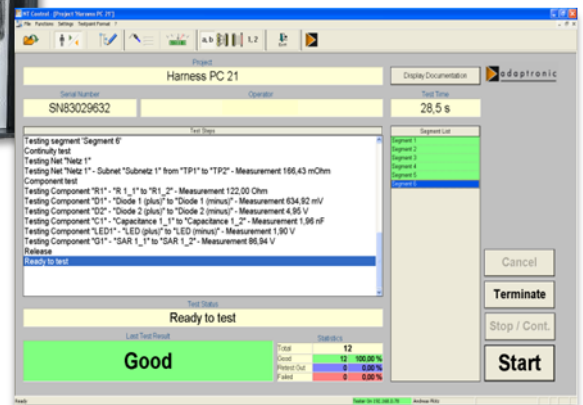 NT Control - [Project "Harness PC 21"]
File Functions Settings Testpoint Format ?
a,b 1,2
Project
Harness PC 21
Display Documentation
adaptronic
Serial Number Operator Test Time
SN83029632 28,5 s
Test Steps Segment List
Testing segment 'Segment 6'
Continuity test
Testing Net "Netz 1"
Testing Net "Netz 1" - Subnet "Subnetz 1" from "TP1" to "TP2" - Measurement 166,43 mOhm
Component test
Testing Component "R1" - "R 1_1" to "R1_2" - Measurement 122,00 Ohm
Testing Component "D1" - "Diode 1 (plus)" to "Diode 1 (minus)" - Measurement 634,92 mV
Testing Component "D2" - "Diode 2 (plus)" to "Diode 2 (minus)" - Measurement 4,95 V
Testing Component "C1" - "Capacitance 1_1" to "Capacitance 1_2" - Measurement 1,96 nF
Testing Component "LED1" - "LED (plus)" to "LED (minus)" - Measurement 1,90 V
Testing Component "G1" - "SAR 1_1" to "SAR 1_2" - Measurement 86,94 V
Release
Ready to test
Segment 1
Segment 2
Segment 3
Segment 4
Segment 5
Segment 6
Cancel
Terminate
Stop / Cont.
Start
Test Status
Ready to test
Last Test Result Statistics
Good
Total 12
Good 12 100,00 %
Retest Out 0 0,00 %
Failed 0 0,00 %
Ready